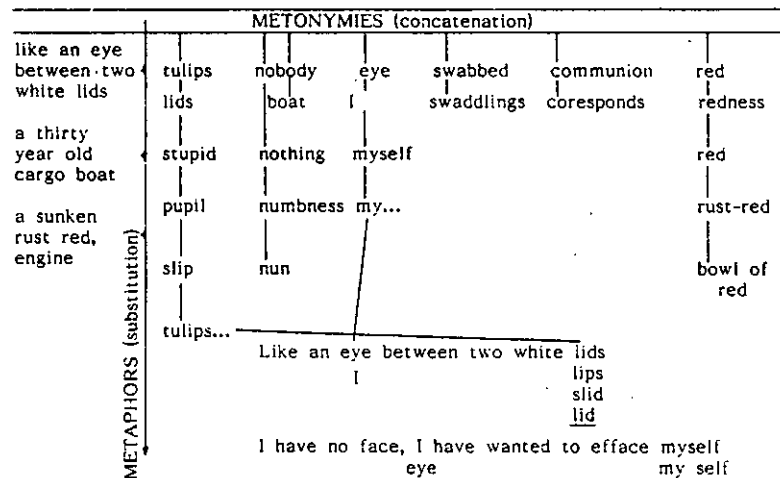 METONYMIES (concatenation)
like an eye
between two tulips nobody eye swabbed communion red
white lids
lids boat I swaddlings coresponds redness
a thirty
year old stupid nothing myself red
cargo boat
a sunken pupil numbness my... rust-red
rust red,
engine
slip nun bowl of
red
tulips...
METAPHORS (substitution)
Like an eye between two white lids
I lips
slid
lid
I have no face, I have wanted to efface myself
eye my self